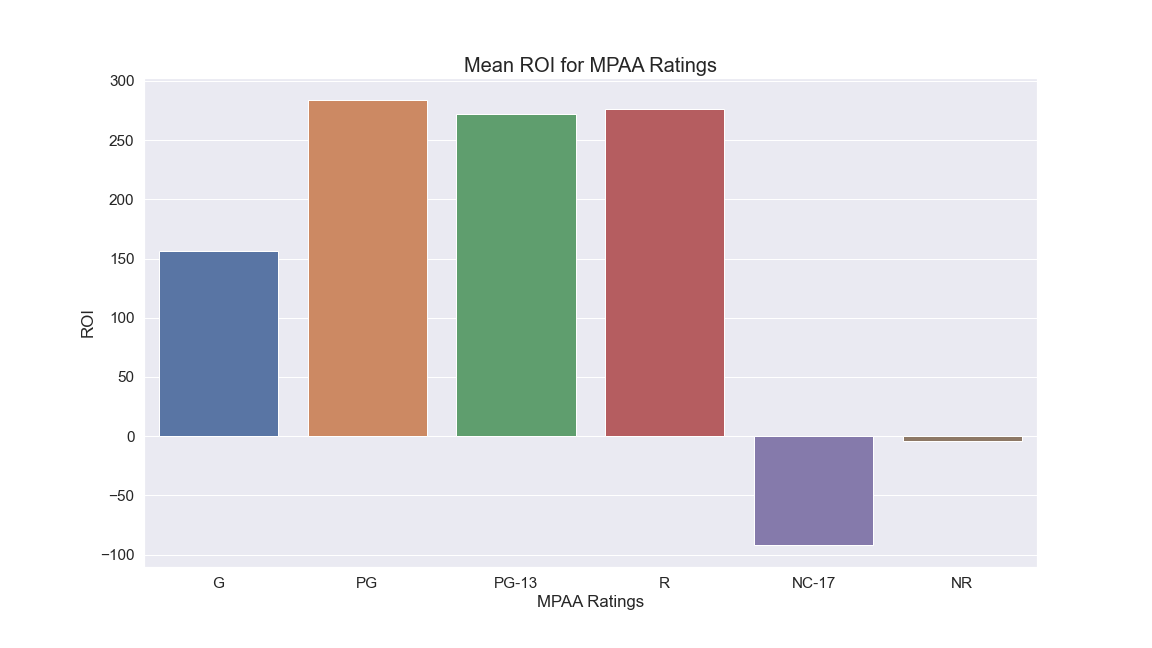 Mean ROI for MPAA Ratings
300
250
200
150
100
50
0
−50
−100
ROI
G PG PG-13 R NC-17 NR
MPAA Ratings